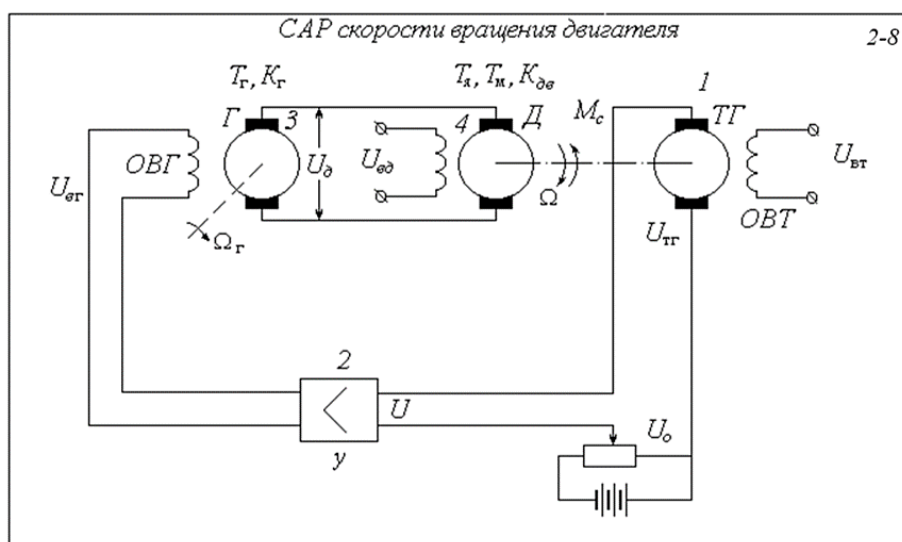 САР скорости вращения двигателя
2-8
Tг, Kг
Tя, Tм, Kдв
1
Г
3
4
Д
Mс
ТГ
ОВГ
Uвг
Uд
Uвд
Ω
Uвт
Ωг
Uтг
ОВТ
2
U
Uо
У